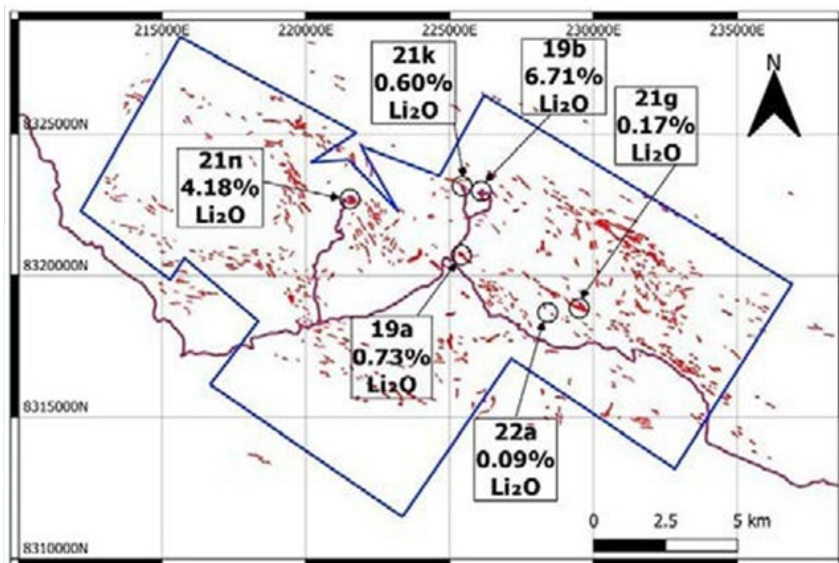 215000E
220000E
225000E
230000E
235000E
21k
0.60%
Li₂O
19b
6.71%
Li₂O
N
21g
0.17%
Li₂O
8325000N
21n
4.18%
Li₂O
8320000N
19a
0.73%
Li₂O
8315000N
22a
0.09%
Li₂O
0 2.5 5 km
8310000N